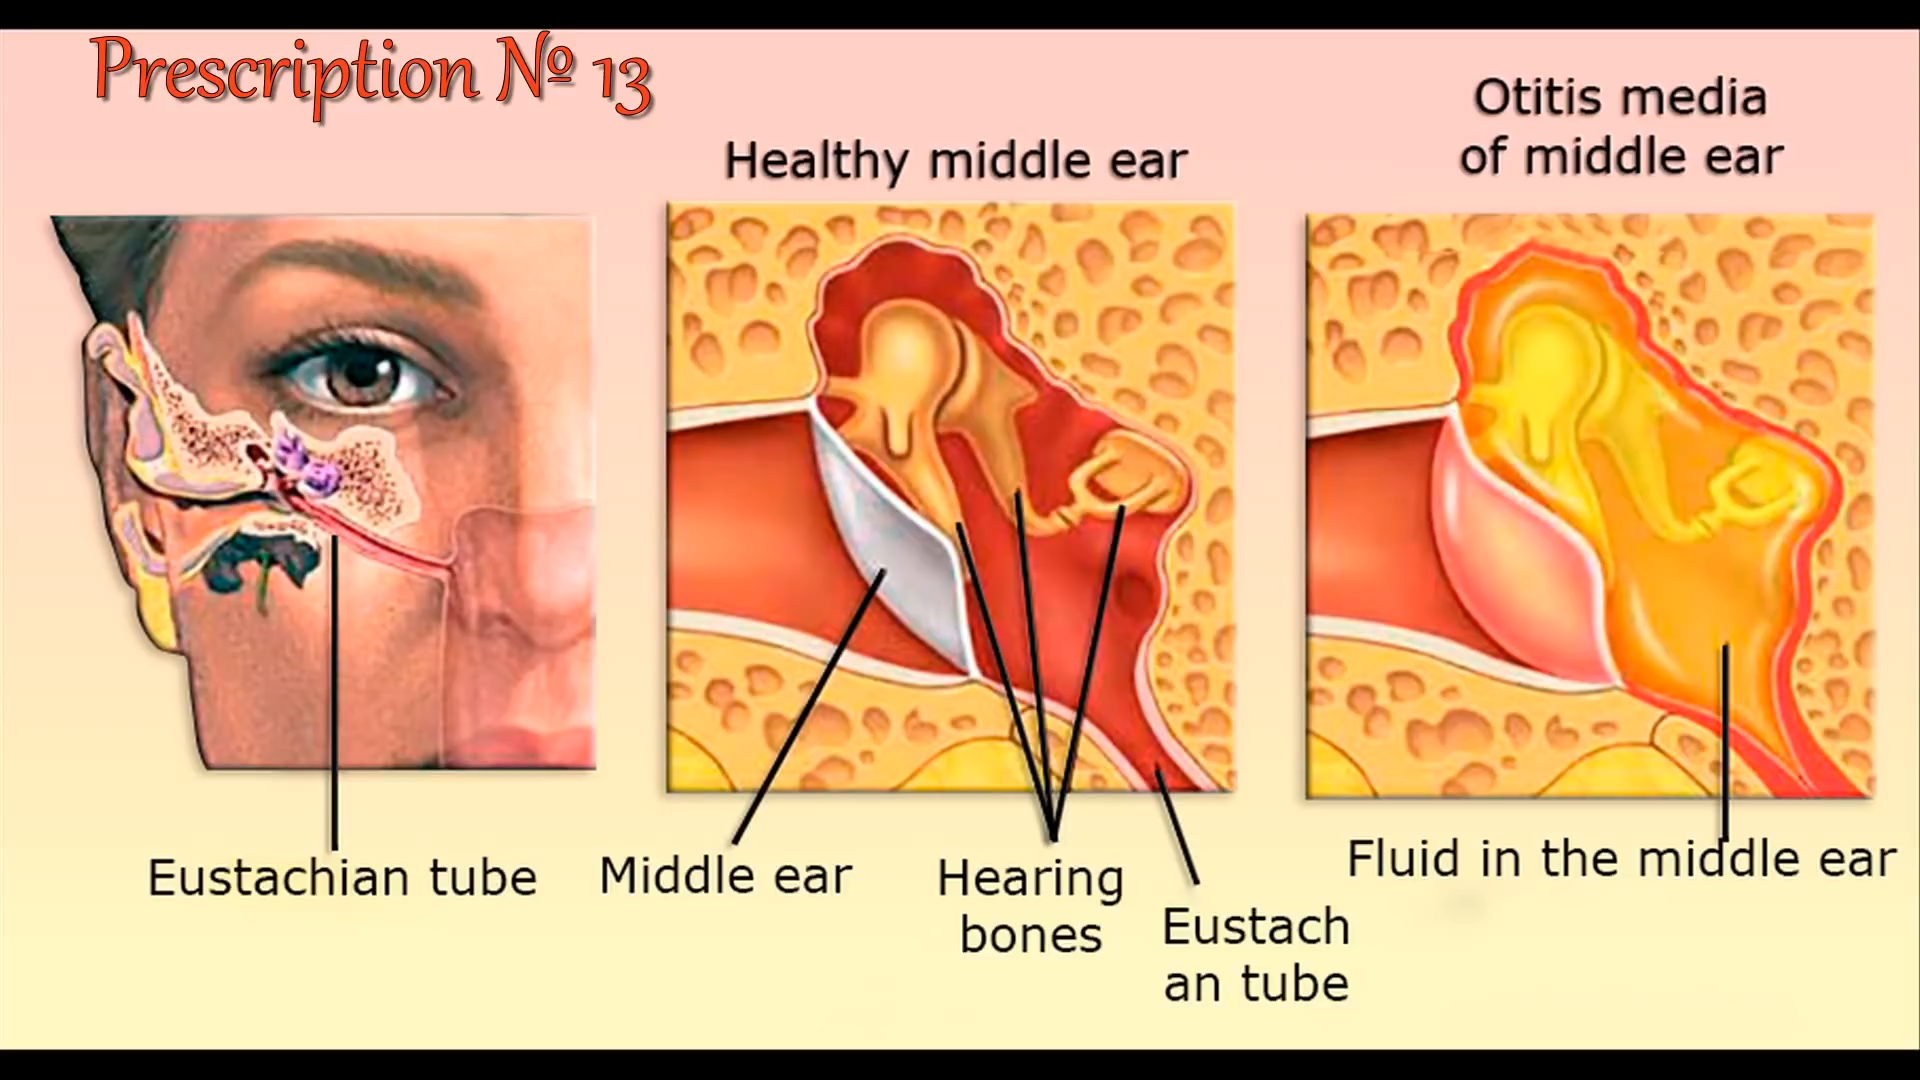 Prescription № 13
Healthy middle ear
Otitis media
of middle ear
Eustachian tube
Middle ear
Hearing
bones
Eustach
an tube
Fluid in the middle ear